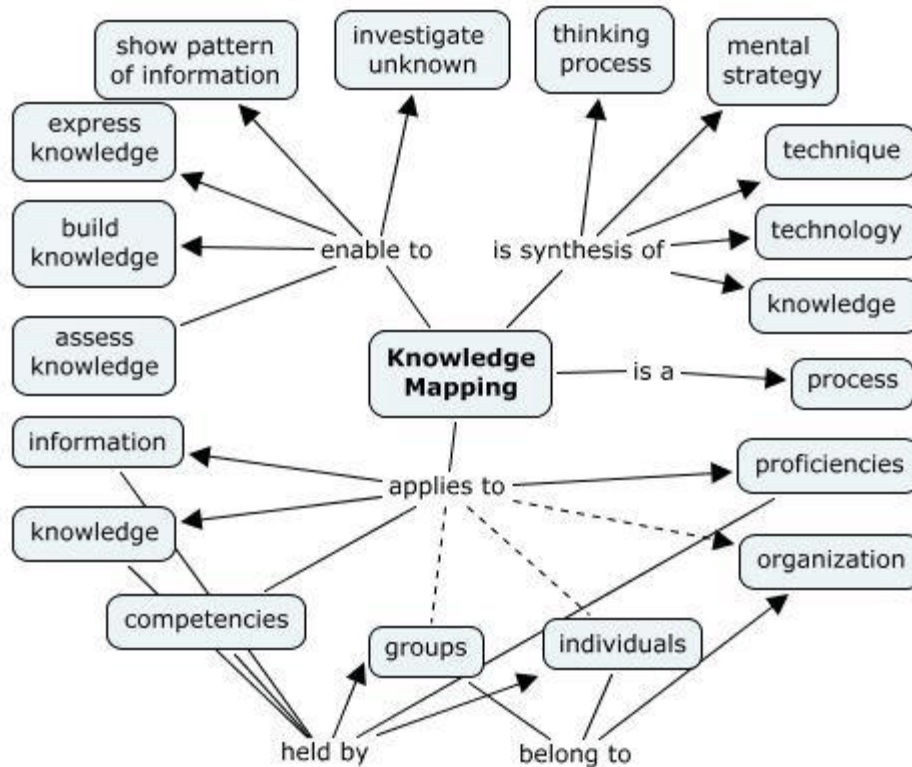 show pattern
of information
investigate
unknown
thinking
process
mental
strategy
express
knowledge
technique
build
knowledge
enable to
is synthesis of
technology
knowledge
assess
knowledge
Knowledge
Mapping
is a
process
information
applies to
proficiencies
knowledge
organization
competencies
groups
individuals
held by
belong to